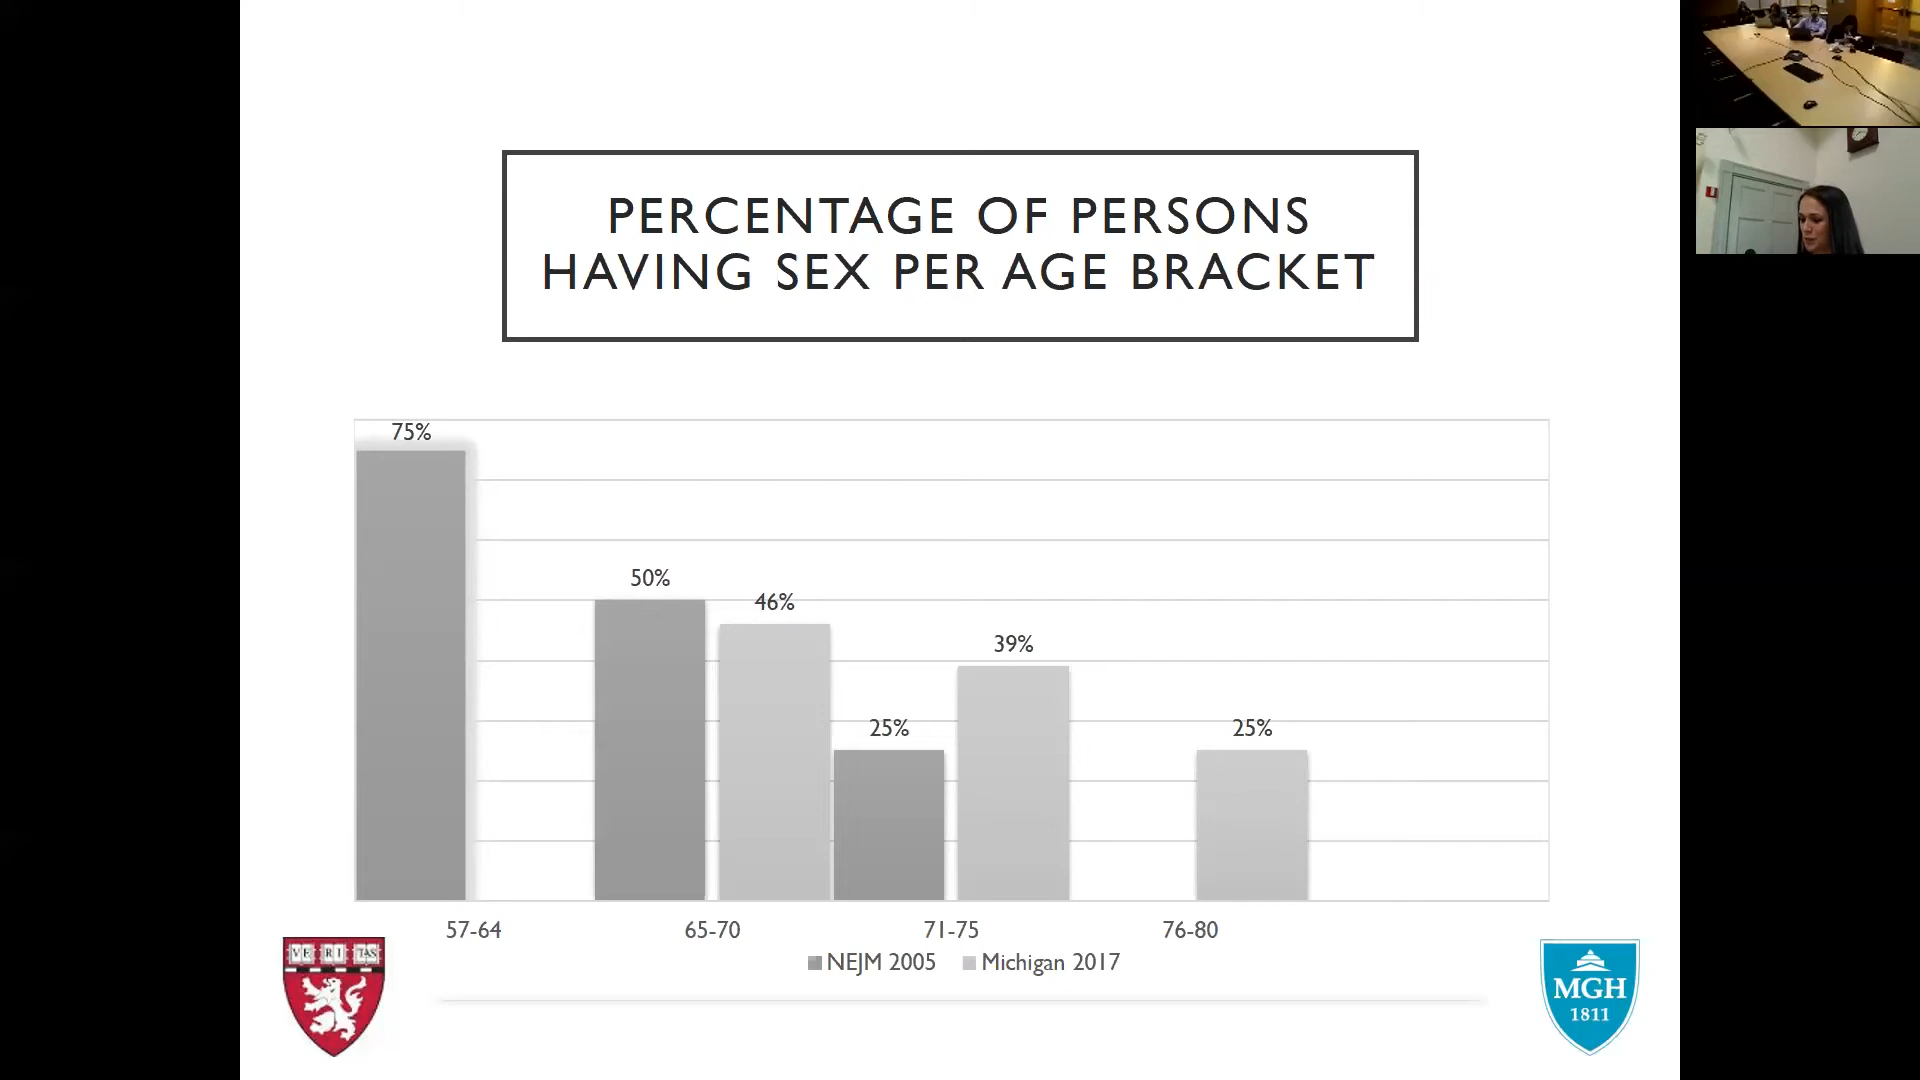 PERCENTAGE OF PERSONS
HAVING SEX PER AGE BRACKET
75%
50%
46%
39%
25%
25%
57-64
65-70
71-75
76-80
NEJM 2005
Michigan 2017
VE RI TAS
MGH
1811